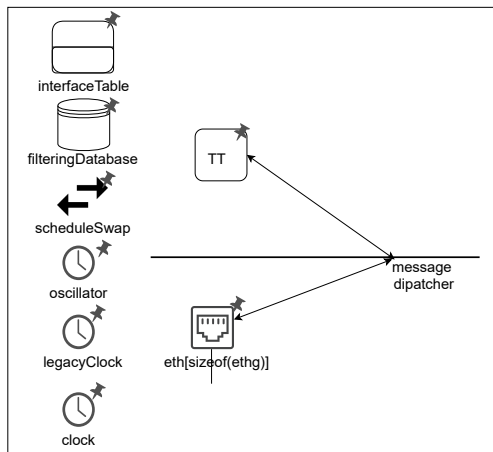 interfaceTable
filteringDatabase
TT
scheduleSwap
oscillator
message
dipatcher
legacyClock
eth[sizeof(ethg)]
clock